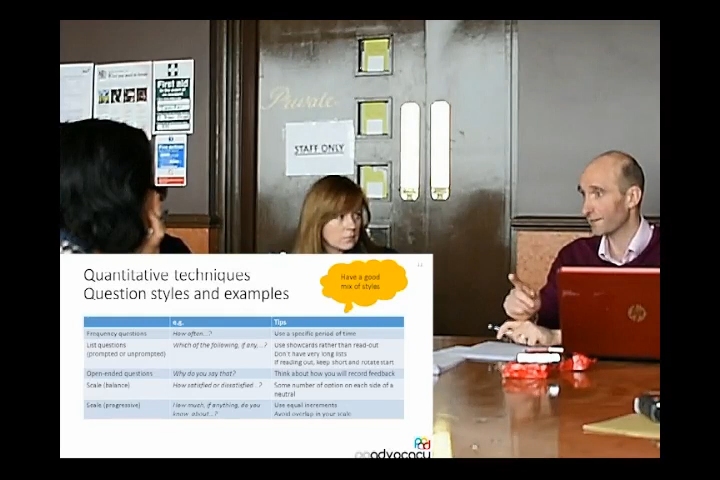 First aid
Private
STAFF ONLY
Quantitative techniques
Question styles and examples
Have a good
mix of styles
e.g.
Tips
Frequency questions
How often...?
Use a specific period of time
List questions
(prompted or unprompted)
Which of the following, if any,...?
Use showcards rather than read-out
Don't have very long lists
If reading out, keep short and rotate start
Open-ended questions
Why do you say that?
Think about how you will record feedback
Scale (balance)
How satisfied or dissatisfied...?
Some number of option on each side of a
neutral
Scale (progressive)
How much, if anything, do you
know about...?
Use equal increments
Avoid overlap in your scale
hp
advocacy